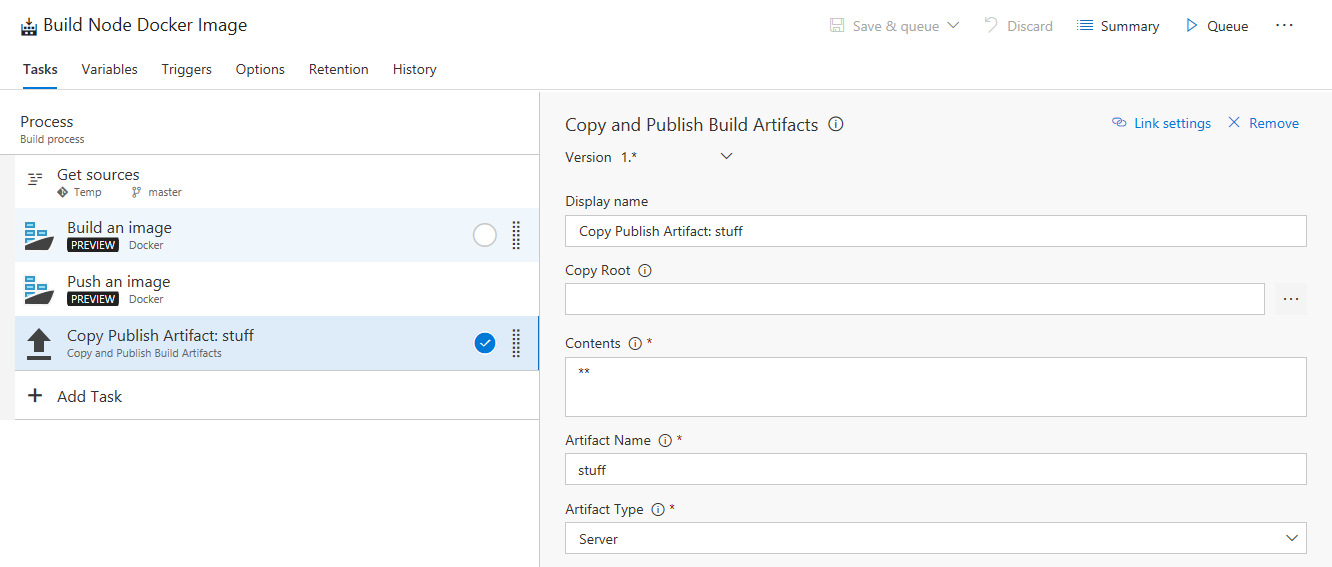 Build Node Docker Image
Save & queue
Discard
Summary
Queue
...
Tasks
Variables
Triggers
Options
Retention
History
Process
Build process
Get sources
Temp
master
Build an image
PREVIEW Docker
Push an image
PREVIEW Docker
Copy Publish Artifact: stuff
Copy and Publish Build Artifacts
+ Add Task
Copy and Publish Build Artifacts
Link settings
Remove
Version 1.*
Display name
Copy Publish Artifact: stuff
Copy Root
...
Contents *
**
Artifact Name *
stuff
Artifact Type *
Server